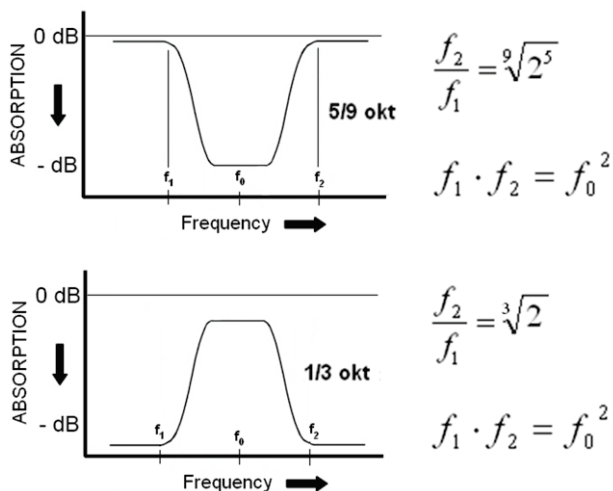 0 dB
ABSORPTION
5/9 okt
- dB
f₁ f₀ f₂
Frequency
f₂/f₁ = ⁹√2⁵
f₁ · f₂ = f₀²
0 dB
ABSORPTION
1/3 okt
- dB
f₁ f₀ f₂
Frequency
f₂/f₁ = ³√2
f₁ · f₂ = f₀²